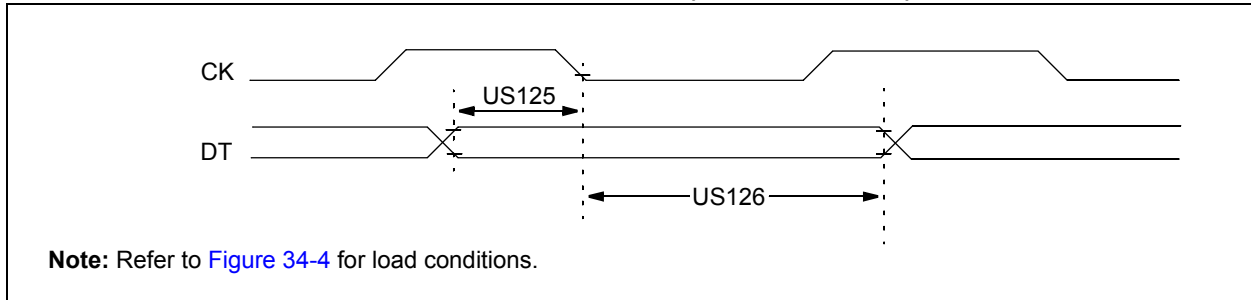 CK
US125
DT
US126
Note: Refer to Figure 34-4 for load conditions.